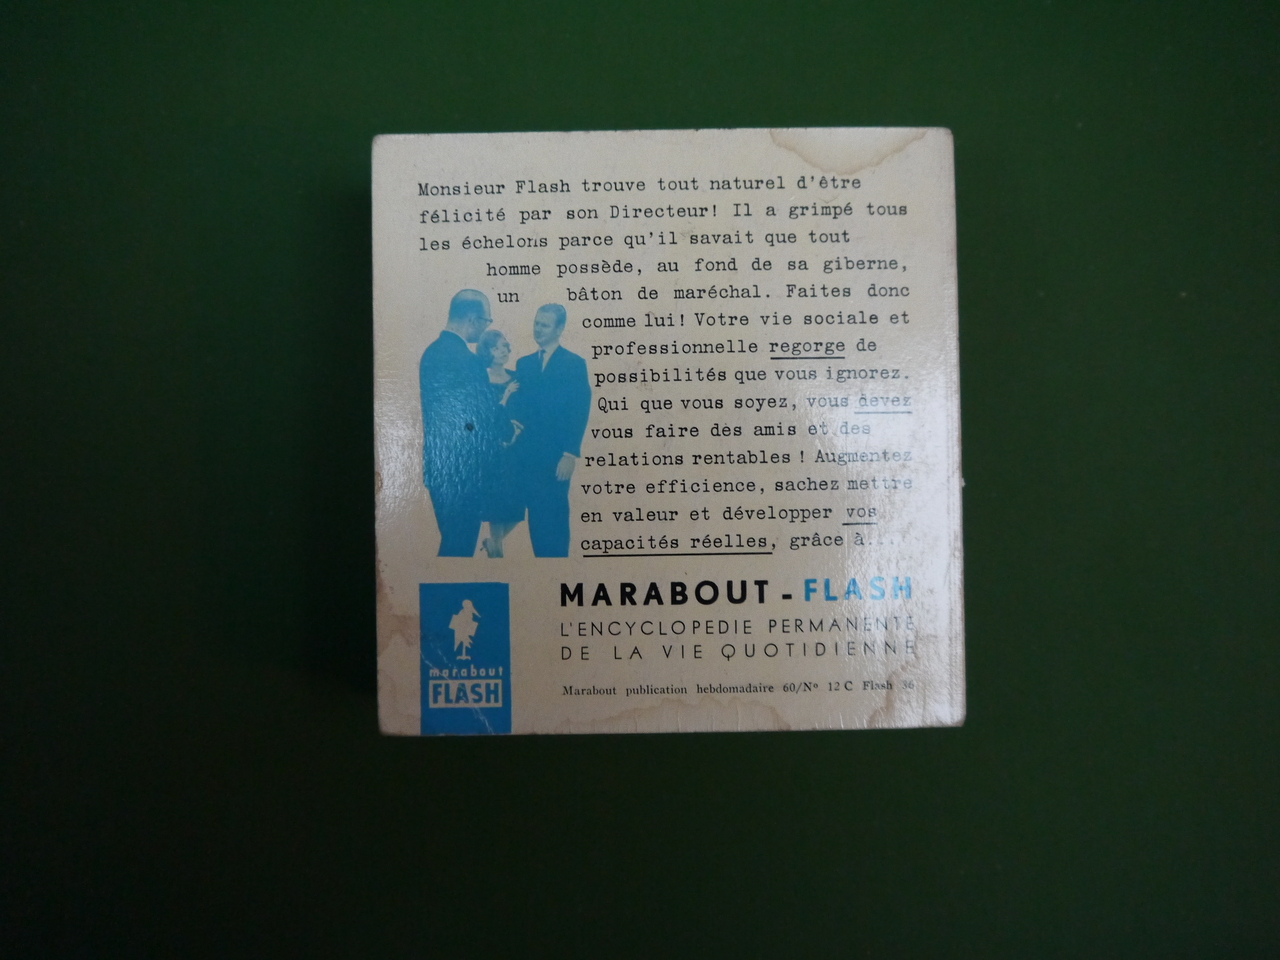 Monsieur Flash trouve tout naturel d'être
félicité par son Directeur! Il a grimpé tous
les échelons parce qu'il savait que tout
homme possède, au fond de sa giberne,
un bâton de maréchal. Faites donc
comme lui! Votre vie sociale et
professionnelle regorge de
possibilités que vous ignorez.
Qui que vous soyez, vous devez
vous faire des amis et des
relations rentables ! Augmentez
votre efficience, sachez mettre
en valeur et développer vos
capacités réelles, grâce à....
MARABOUT - FLASH
L'ENCYCLOPEDIE PERMANENTE
DE LA VIE QUOTIDIENNE
marabout
FLASH
Marabout publication hebdomadaire 60/Nº 12 C Flash 36